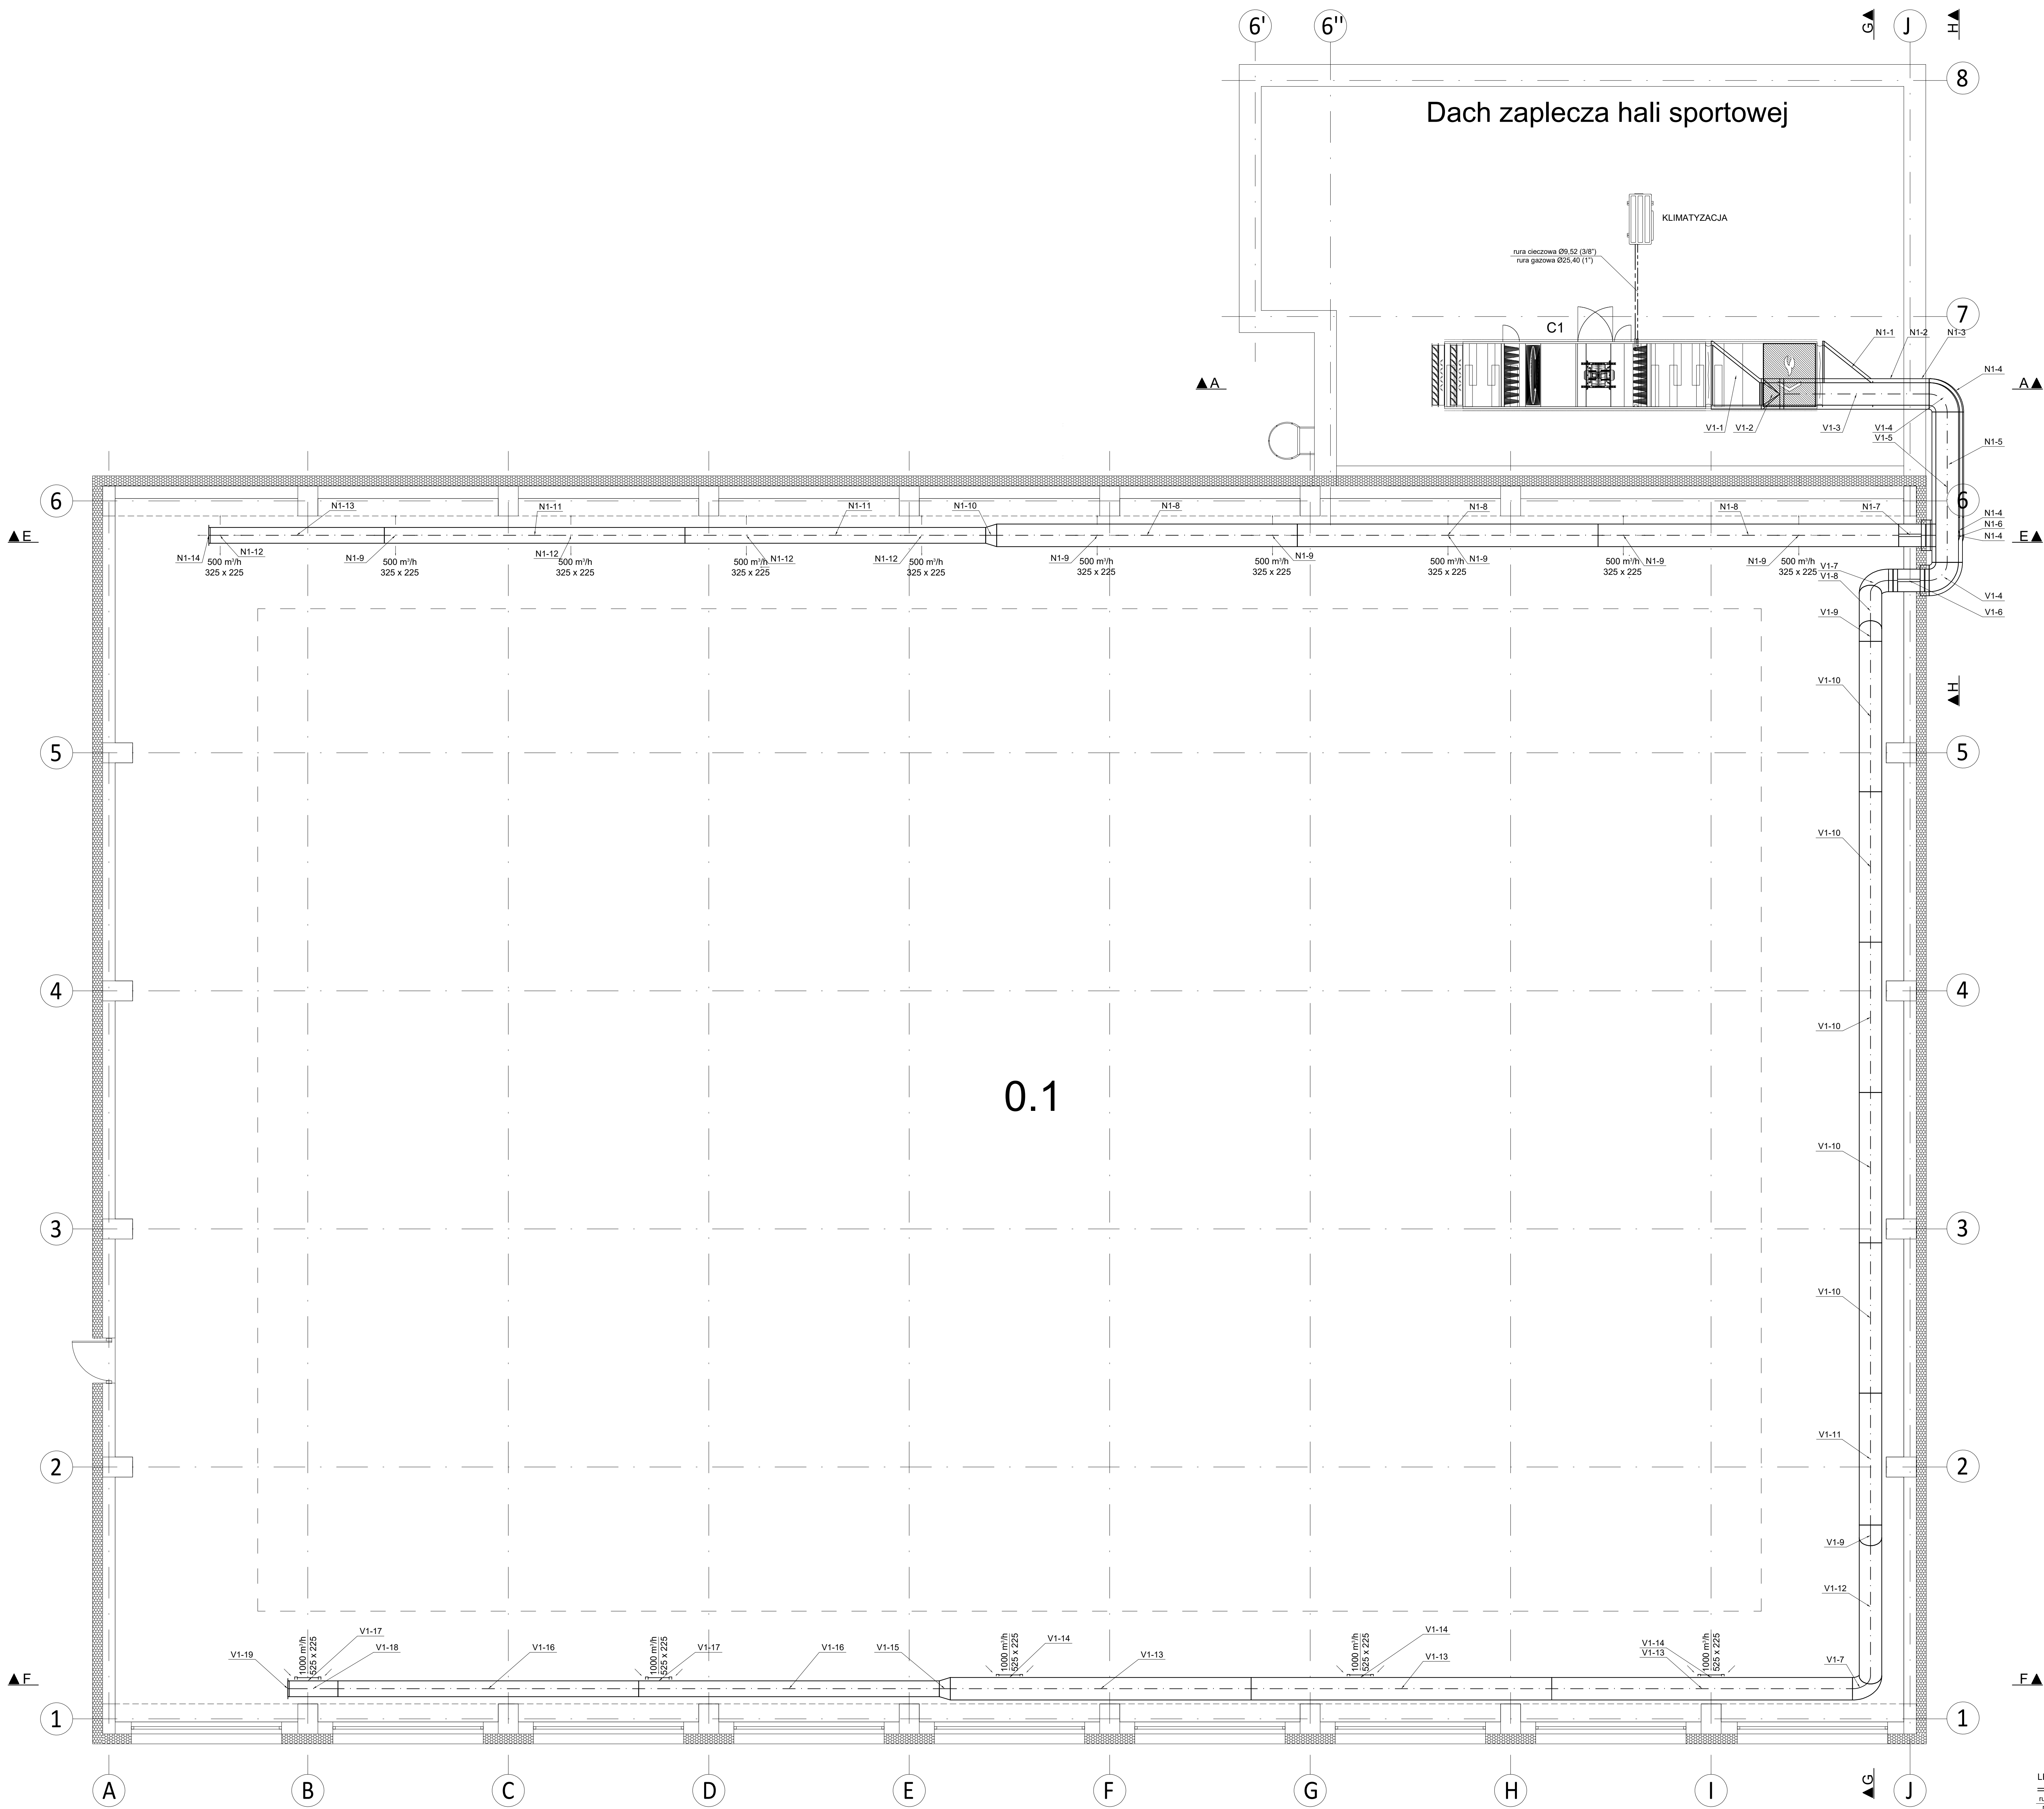 6' 6'' G J H
8
Dach zaplecza hali sportowej
KLIMATYZACJA
rura cieczowa Ø9,52 (3/8")
rura gazowa Ø25,40 (1")
7
C1
N1-1 N1-2 N1-3
N1-4
A A
V1-1 V1-2 V1-3 V1-4
V1-5
N1-5
6 6
N1-13 N1-11 N1-11 N1-10 N1-8 N1-8 N1-8 N1-7
N1-4
N1-6
N1-4
E E
N1-14 N1-12 N1-9 N1-12 N1-12 N1-12 N1-9 N1-9 N1-9 N1-9 N1-9
500 m³/h 500 m³/h 500 m³/h 500 m³/h 500 m³/h 500 m³/h 500 m³/h 500 m³/h 500 m³/h 500 m³/h
325 x 225 325 x 225 325 x 225 325 x 225 325 x 225 325 x 225 325 x 225 325 x 225 325 x 225 325 x 225
V1-7
V1-8
V1-4
V1-9
V1-6
V1-10
H
5 5
V1-10
4 4
V1-10
0.1
V1-10
3 3
V1-10
V1-11
2 2
V1-9
V1-12
1000 m³/h 1000 m³/h 1000 m³/h 1000 m³/h 1000 m³/h
525 x 225 525 x 225 525 x 225 525 x 225 525 x 225
V1-19 V1-17 V1-18 V1-16 V1-17 V1-16 V1-15 V1-14 V1-13 V1-14 V1-13 V1-14
V1-13
V1-7
F F
1 1
G
A B C D E F G H I J